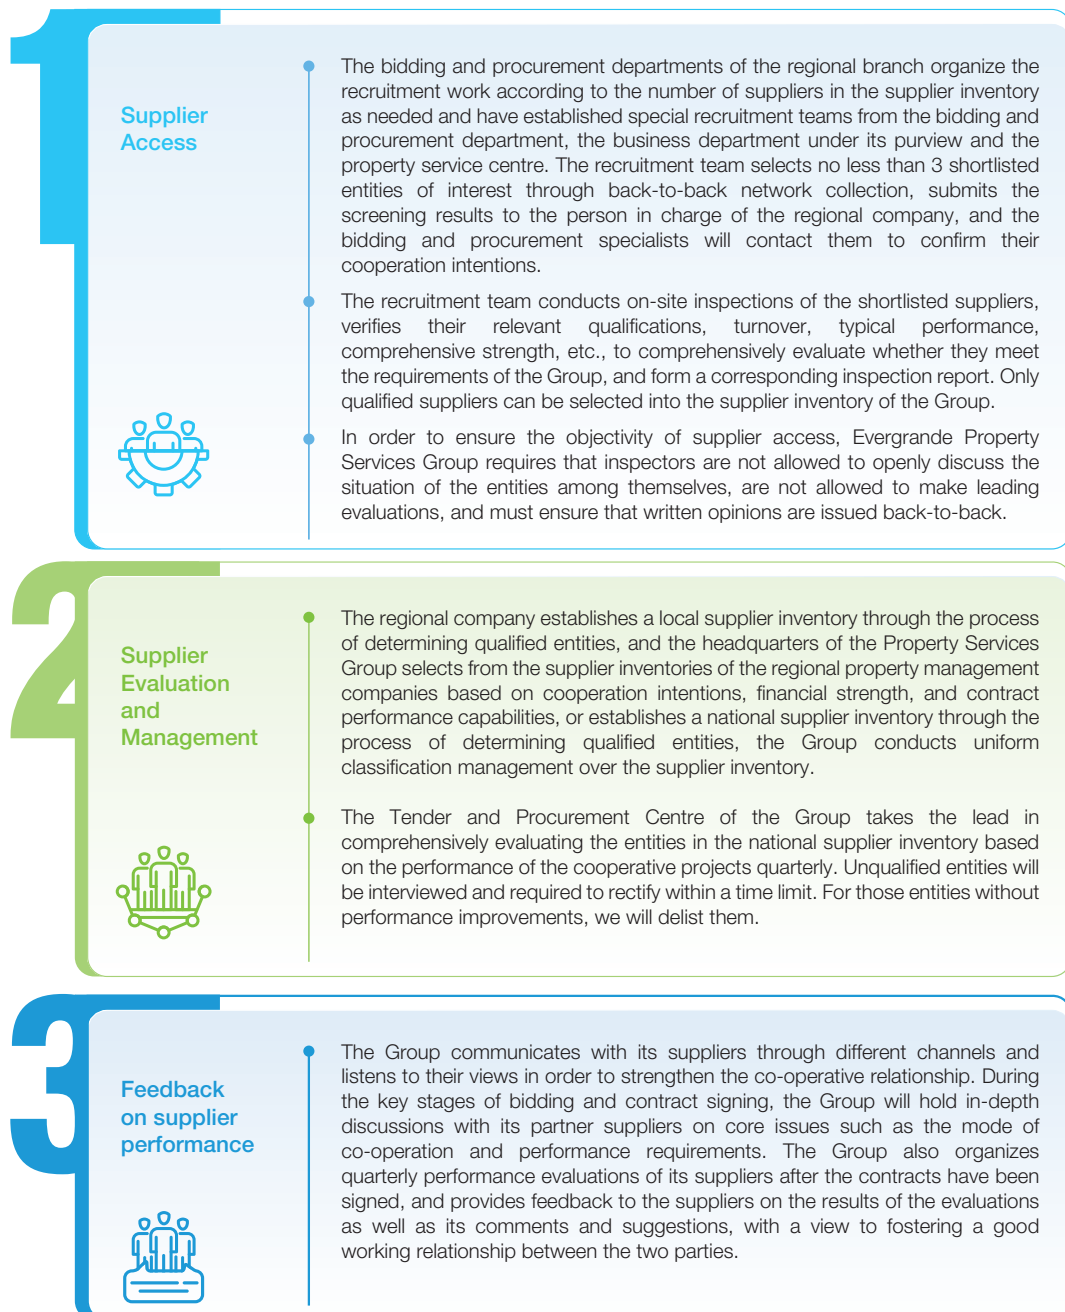 1
Supplier
Access
The bidding and procurement departments of the regional branch organize the
recruitment work according to the number of suppliers in the supplier inventory
as needed and have established special recruitment teams from the bidding and
procurement department, the business department under its purview and the
property service centre. The recruitment team selects no less than 3 shortlisted
entities of interest through back-to-back network collection, submits the
screening results to the person in charge of the regional company, and the
bidding and procurement specialists will contact them to confirm their
cooperation intentions.
The recruitment team conducts on-site inspections of the shortlisted suppliers,
verifies their relevant qualifications, turnover, typical performance,
comprehensive strength, etc., to comprehensively evaluate whether they meet
the requirements of the Group, and form a corresponding inspection report. Only
qualified suppliers can be selected into the supplier inventory of the Group.
In order to ensure the objectivity of supplier access, Evergrande Property
Services Group requires that inspectors are not allowed to openly discuss the
situation of the entities among themselves, are not allowed to make leading
evaluations, and must ensure that written opinions are issued back-to-back.
2
Supplier
Evaluation
and
Management
The regional company establishes a local supplier inventory through the process
of determining qualified entities, and the headquarters of the Property Services
Group selects from the supplier inventories of the regional property management
companies based on cooperation intentions, financial strength, and contract
performance capabilities, or establishes a national supplier inventory through the
process of determining qualified entities, the Group conducts uniform
classification management over the supplier inventory.
The Tender and Procurement Centre of the Group takes the lead in
comprehensively evaluating the entities in the national supplier inventory based
on the performance of the cooperative projects quarterly. Unqualified entities will
be interviewed and required to rectify within a time limit. For those entities without
performance improvements, we will delist them.
3
Feedback
on supplier
performance
The Group communicates with its suppliers through different channels and
listens to their views in order to strengthen the co-operative relationship. During
the key stages of bidding and contract signing, the Group will hold in-depth
discussions with its partner suppliers on core issues such as the mode of
co-operation and performance requirements. The Group also organizes
quarterly performance evaluations of its suppliers after the contracts have been
signed, and provides feedback to the suppliers on the results of the evaluations
as well as its comments and suggestions, with a view to fostering a good
working relationship between the two parties.